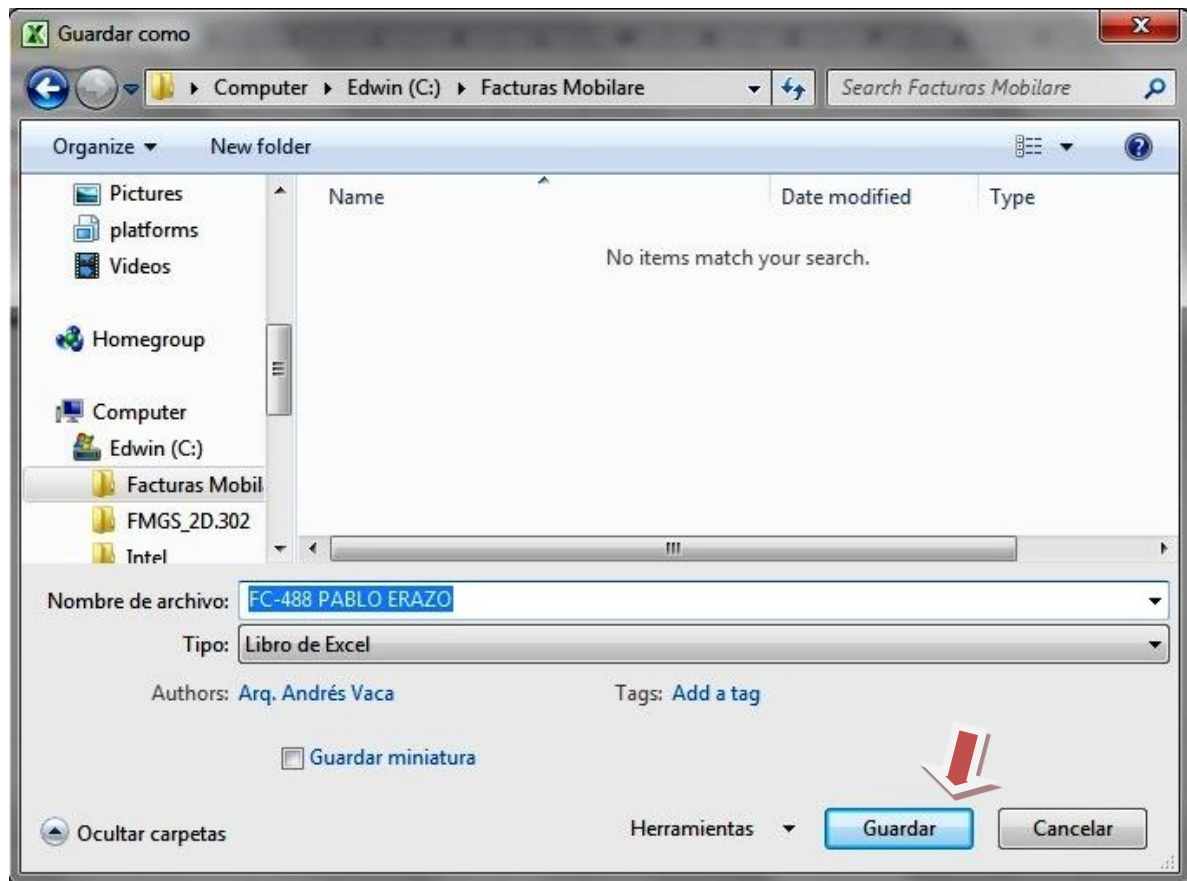 Guardar como
Computer Edwin (C:) Facturas Mobilare Search Facturas Mobilare
Organize New folder
Pictures
platforms
Videos
Homegroup
Computer
Edwin (C:)
Facturas Mobil
FMGS_2D.302
Intel
Name Date modified Type
No items match your search.
Nombre de archivo: FC-488 PABLO ERAZO
Tipo: Libro de Excel
Authors: Arq. Andrés Vaca Tags: Add a tag
Guardar miniatura
Ocultar carpetas Herramientas Guardar Cancelar